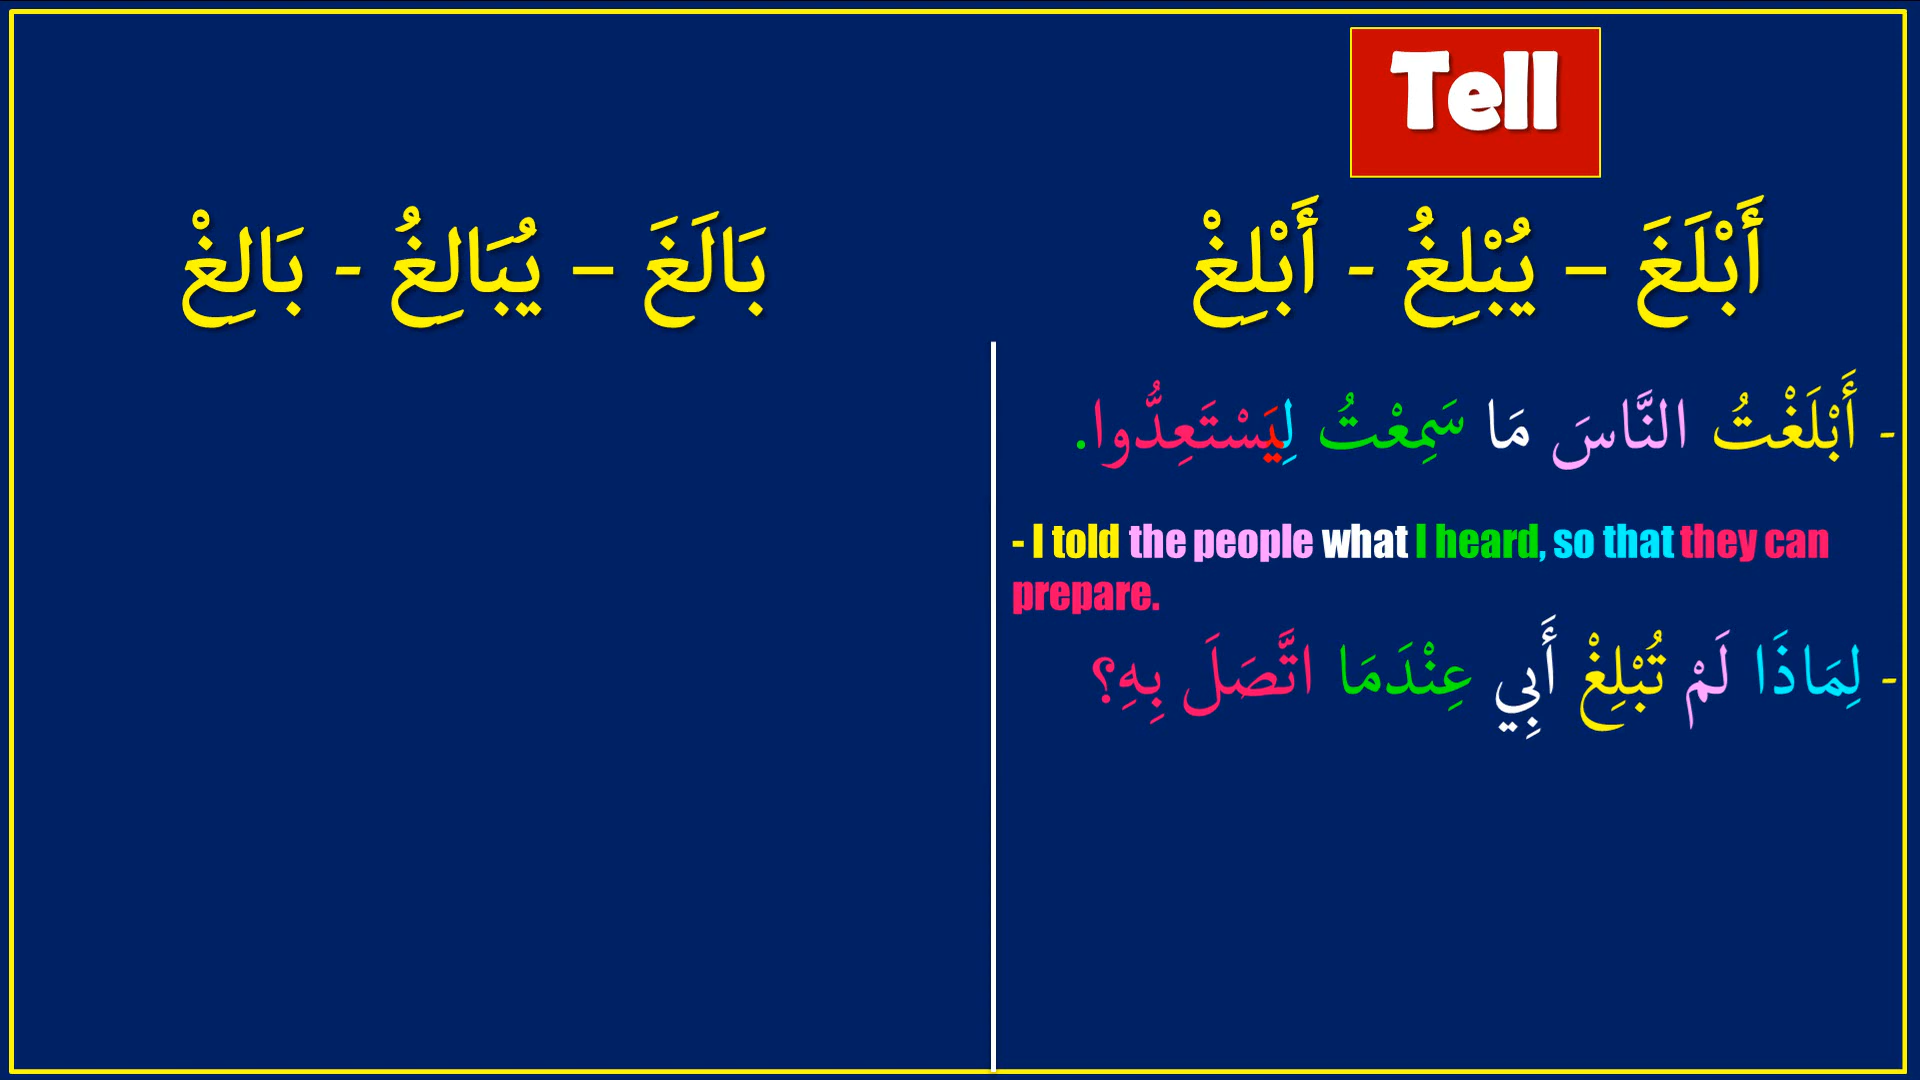 Tell
أَبْلَغَ – يُبْلِغُ - أَبْلِغْ
بَالَغَ – يُبَالِغُ - بَالِغْ
- أَبْلَغْتُ النَّاسَ مَا سَمِعْتُ لِيَسْتَعِدُّوا.
- I told the people what I heard, so that they can
prepare.
- لِمَاذَا لَمْ تُبْلِغْ أَبِي عِنْدَمَا اتَّصَلَ بِهِ؟